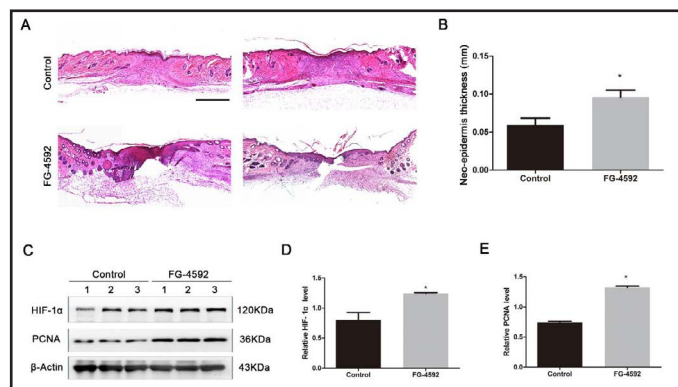 A
Control
FG-4592
B
Neo-epidermis thickness (mm)
0.15
0.10
0.05
0.00
*
Control FG-4592
C
Control FG-4592
1 2 3 1 2 3
HIF-1α 120KDa
PCNA 36KDa
β-Actin 43KDa
D
Relative HIF-1α level
1.5
1.0
0.5
0.0
*
Control FG-4592
E
Relative PCNA level
1.5
1.0
0.5
0.0
*
Control FG-4592